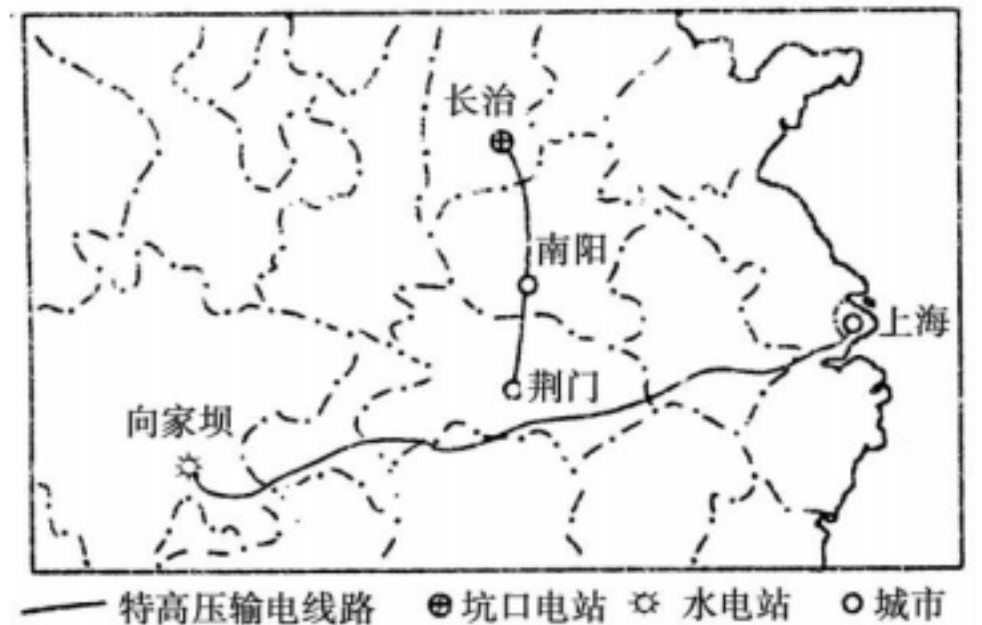 长治
南阳
上海
荆门
向家坝
特高压输电线路 坑口电站 水电站 城市